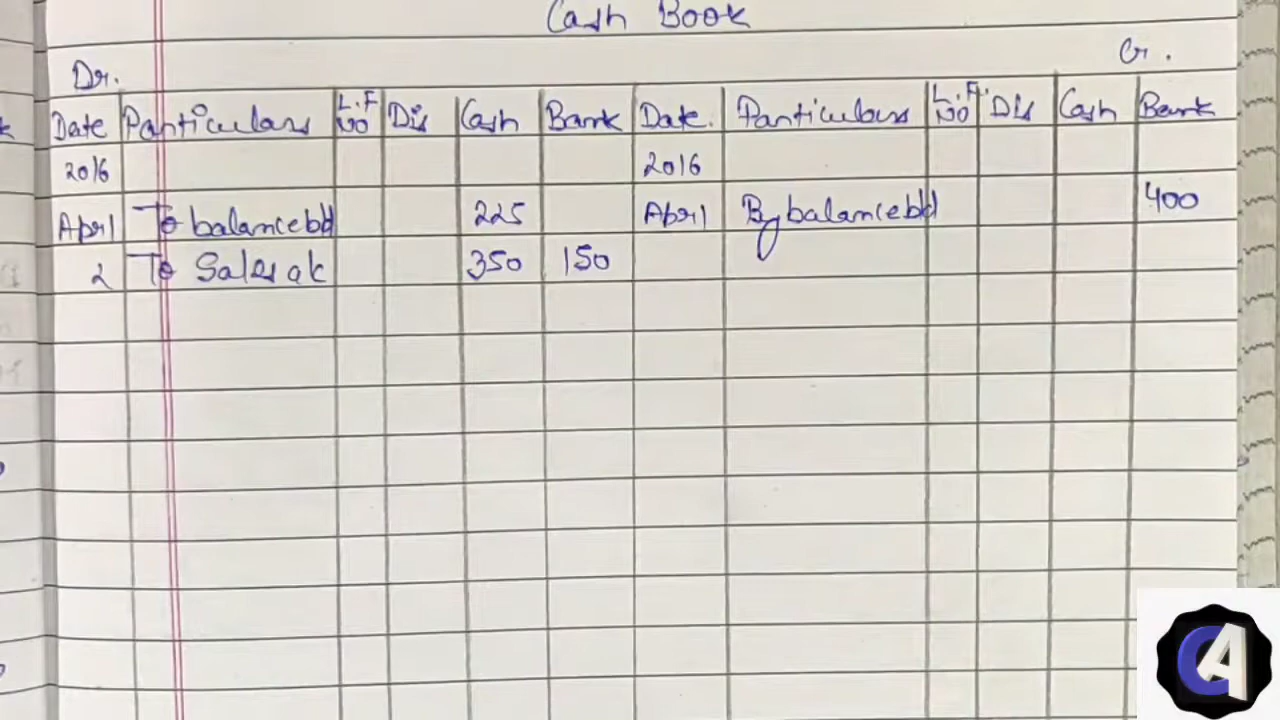 Cash Book
Dr. Cr.
Date Particulars L.F No Dis Cash Bank Date. Particulars L.F. No Dis Cash Bank
2016 2016
April To balance b/d 225 April By balance b/d 400
2 To Sales a/c 350 150
CA